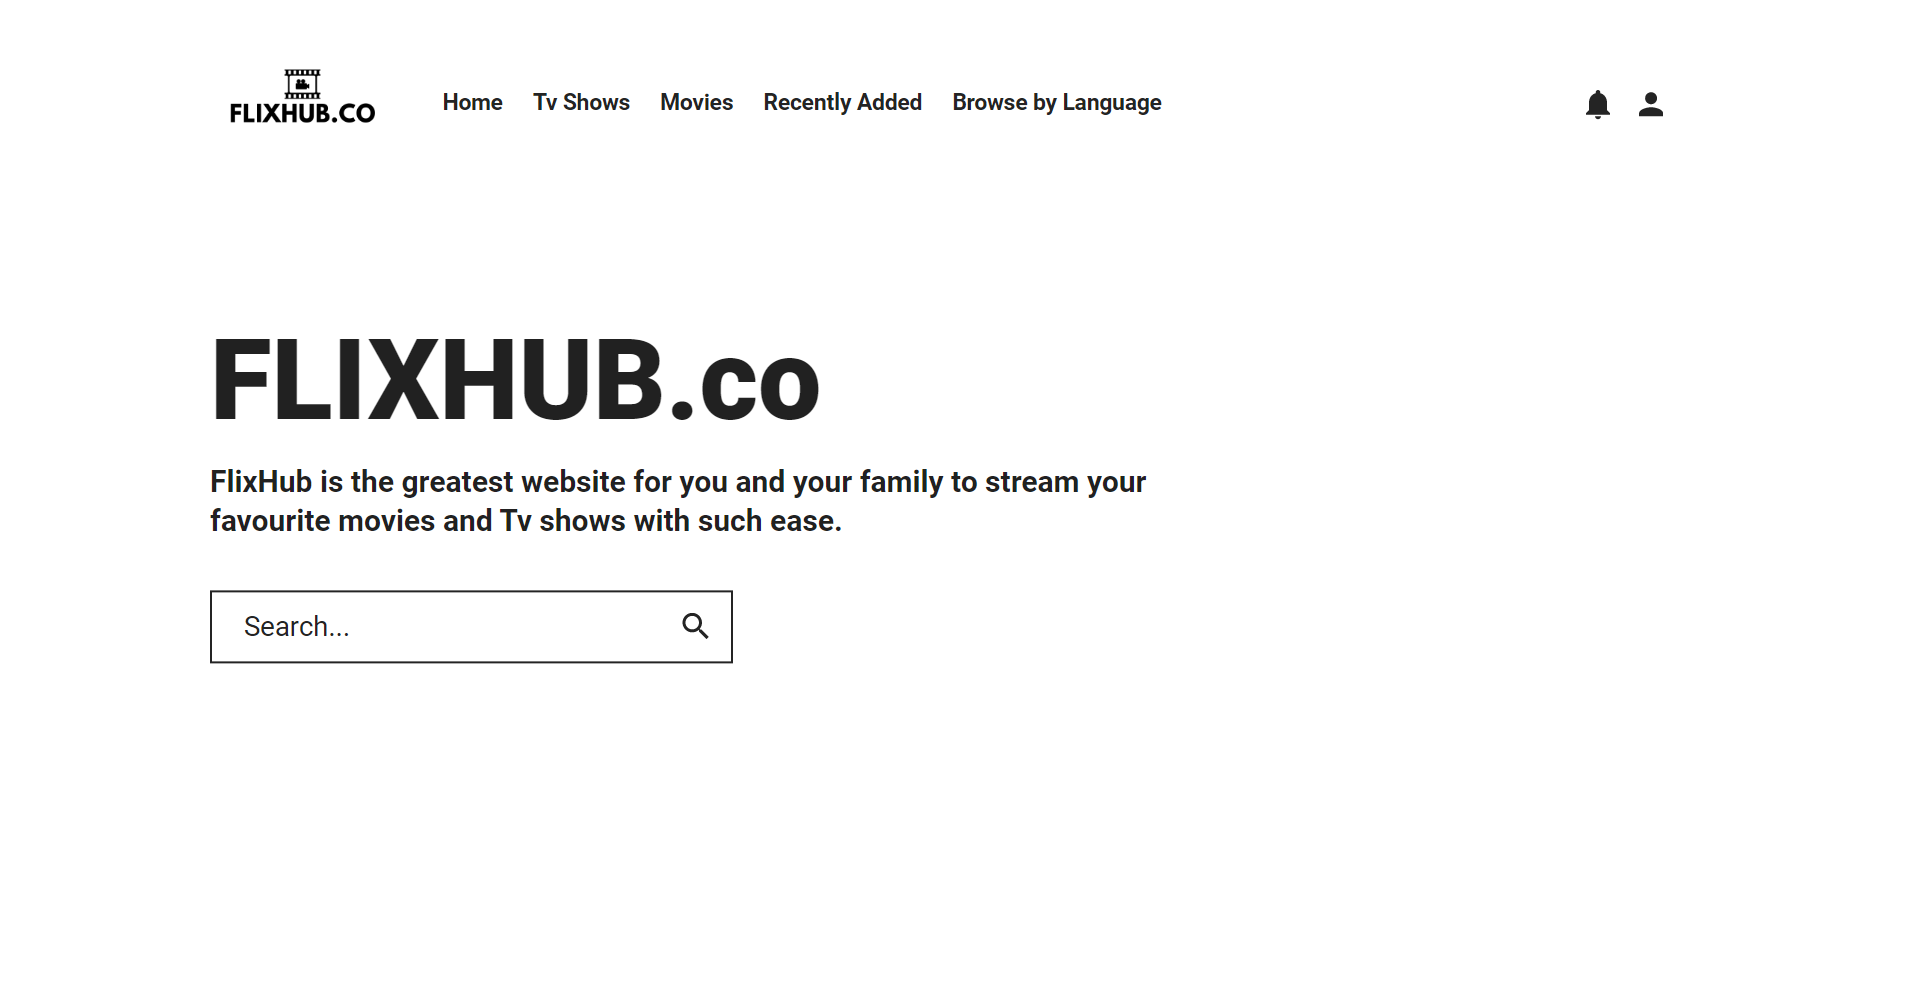 FLIXHUB.CO
Home Tv Shows Movies Recently Added Browse by Language
FLIXHUB.co
FlixHub is the greatest website for you and your family to stream your
favourite movies and Tv shows with such ease.
Search...